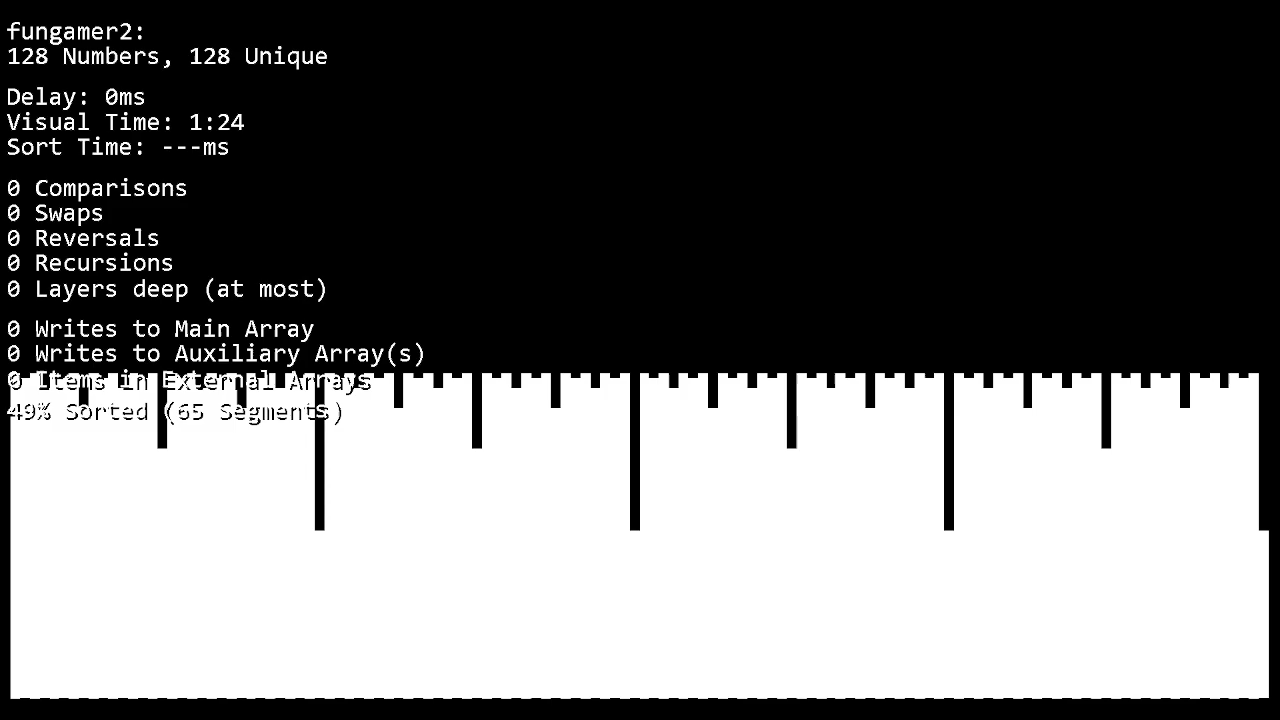 fungamer2:
128 Numbers, 128 Unique
Delay: 0ms
Visual Time: 1:24
Sort Time: ---ms
0 Comparisons
0 Swaps
0 Reversals
0 Recursions
0 Layers deep (at most)
0 Writes to Main Array
0 Writes to Auxiliary Array(s)
0 Items in External Arrays
49% Sorted (65 Segments)